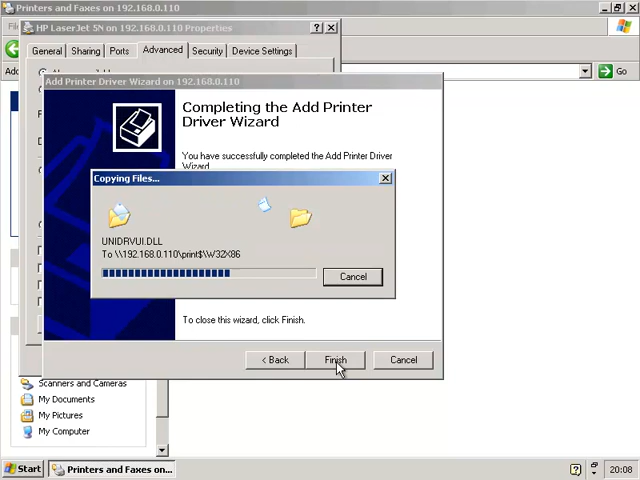 Printers and Faxes on 192.168.0.110
HP LaserJet 5N on 192.168.0.110 Properties
General
Sharing
Ports
Advanced
Security
Device Settings
Go
Add Printer Driver Wizard on 192.168.0.110
Completing the Add Printer
Driver Wizard
You have successfully completed the Add Printer Driver
Wizard.
Copying Files...
UNIDRVUI.DLL
To \\192.168.0.110\print$\W32X86
Cancel
To close this wizard, click Finish.
< Back
Finish
Cancel
Scanners and Cameras
My Documents
My Pictures
My Computer
Start
Printers and Faxes on...
20:08